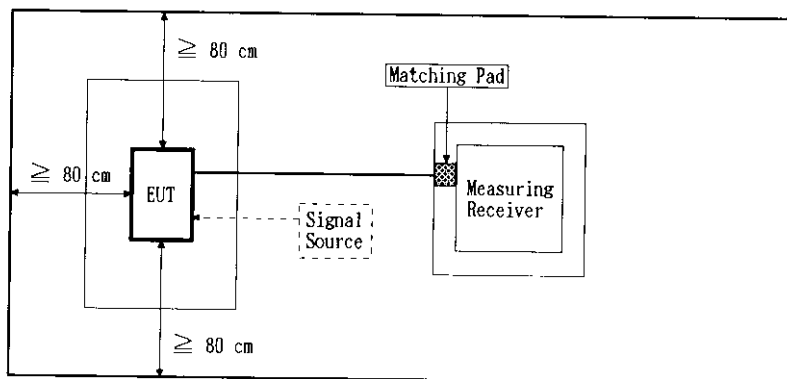 ≧ 80 cm
Matching Pad
≧ 80 cm
EUT
Measuring
Receiver
Signal
Source
≧ 80 cm